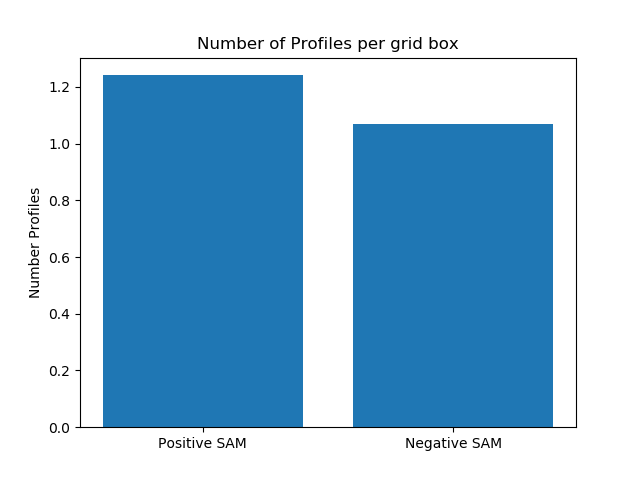 Number of Profiles per grid box
Number Profiles
1.2
1.0
0.8
0.6
0.4
0.2
0.0
Positive SAM
Negative SAM